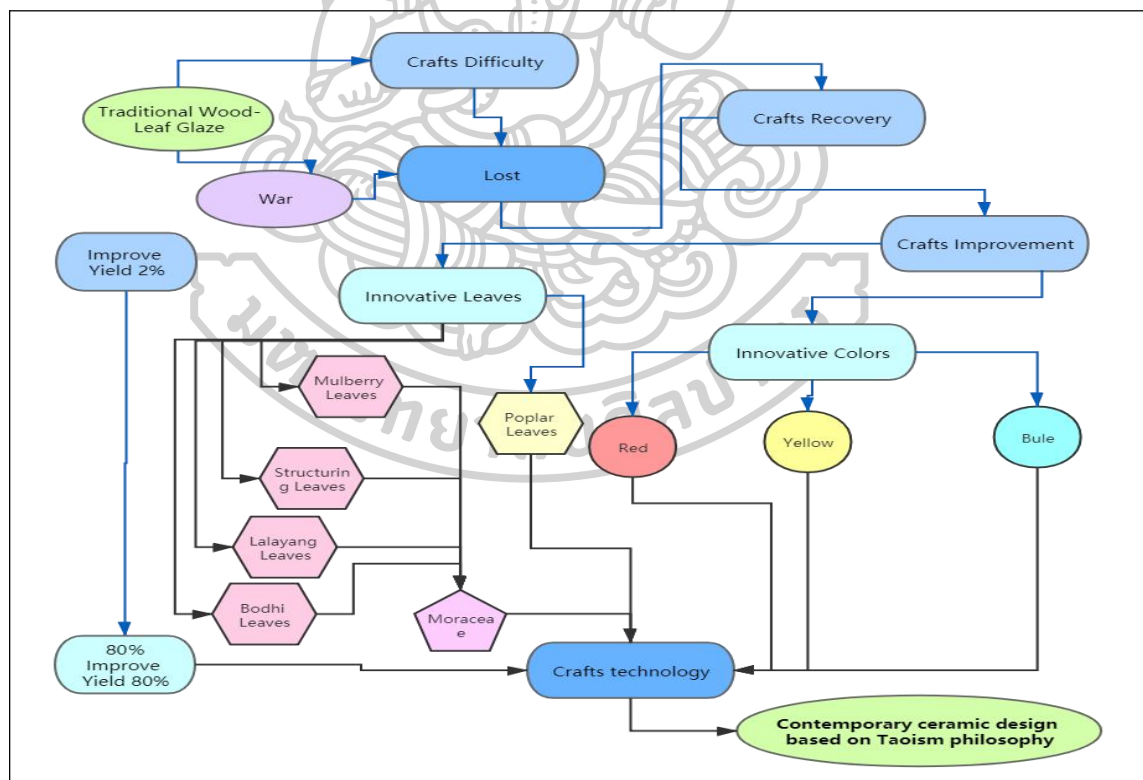 Crafts Difficulty
Traditional Wood-
Leaf Glaze
Crafts Recovery
Lost
War
Crafts Improvement
Improve
Yield 2%
Innovative Leaves
Innovative Colors
Mulberry
Leaves
Poplar
Leaves
Red
Yellow
Bule
Structurin
g Leaves
Lalayang
Leaves
Bodhi
Leaves
Moracea
e
80%
Improve
Yield 80%
Crafts technology
Contemporary ceramic design
based on Taoism philosophy